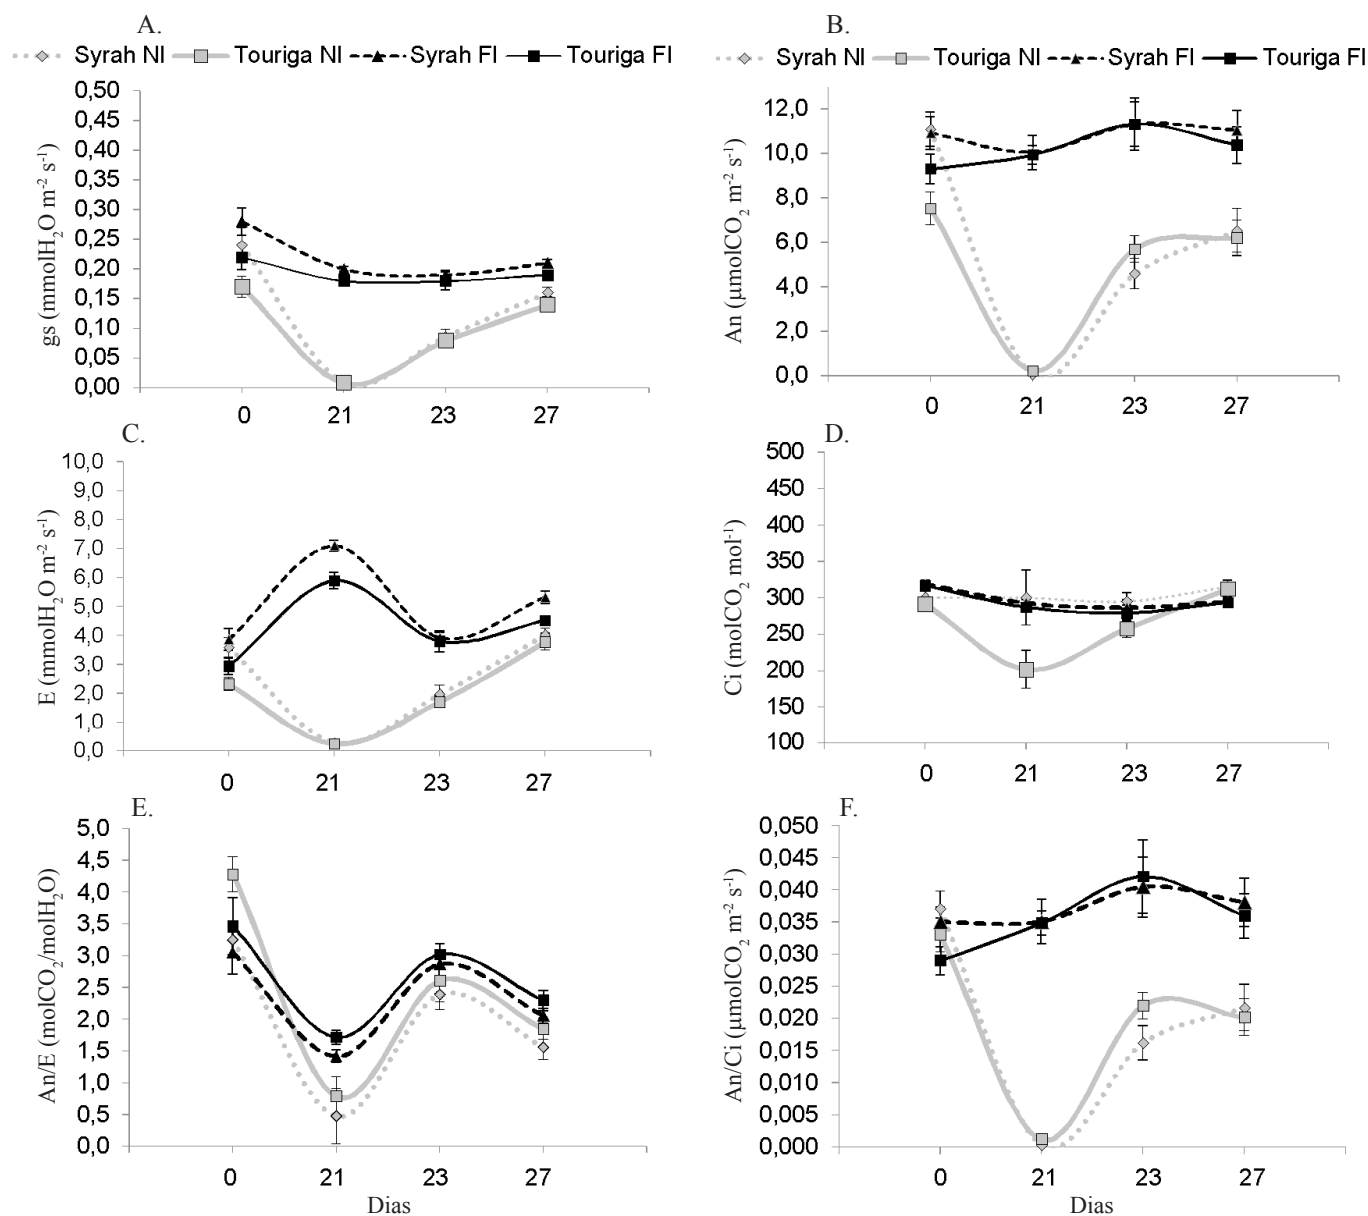 A.
Syrah NI Touriga NI Syrah FI Touriga FI
gs (mmolH₂O m⁻² s⁻¹)
0,50
0,45
0,40
0,35
0,30
0,25
0,20
0,15
0,10
0,05
0,00
0 21 23 27
B.
Syrah NI Touriga NI Syrah FI Touriga FI
An (μmolCO₂ m⁻² s⁻¹)
12,0
10,0
8,0
6,0
4,0
2,0
0,0
0 21 23 27
C.
E (mmolH₂O m⁻² s⁻¹)
10,0
9,0
8,0
7,0
6,0
5,0
4,0
3,0
2,0
1,0
0,0
0 21 23 27
D.
Ci (molCO₂ mol⁻¹)
500
450
400
350
300
250
200
150
100
0 21 23 27
E.
An/E (molCO₂/molH₂O)
5,0
4,5
4,0
3,5
3,0
2,5
2,0
1,5
1,0
0,5
0,0
0 21 23 27
Dias
F.
An/Ci (μmolCO₂ m⁻² s⁻¹)
0,050
0,045
0,040
0,035
0,030
0,025
0,020
0,015
0,010
0,005
0,000
0 21 23 27
Dias